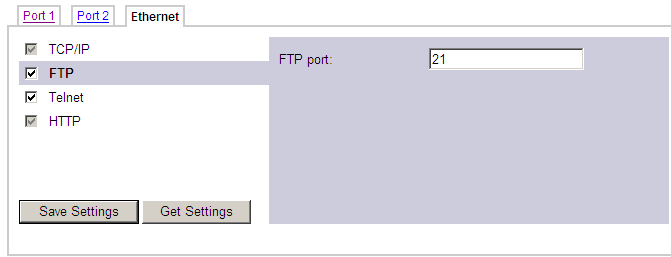 Port 1 Port 2 Ethernet
TCP/IP
FTP
FTP port: 21
Telnet
HTTP
Save Settings Get Settings